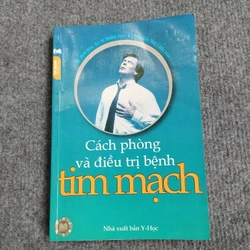 Cách phòng
và điều trị bệnh
tim mạch
Nhà xuất bản Y-Học